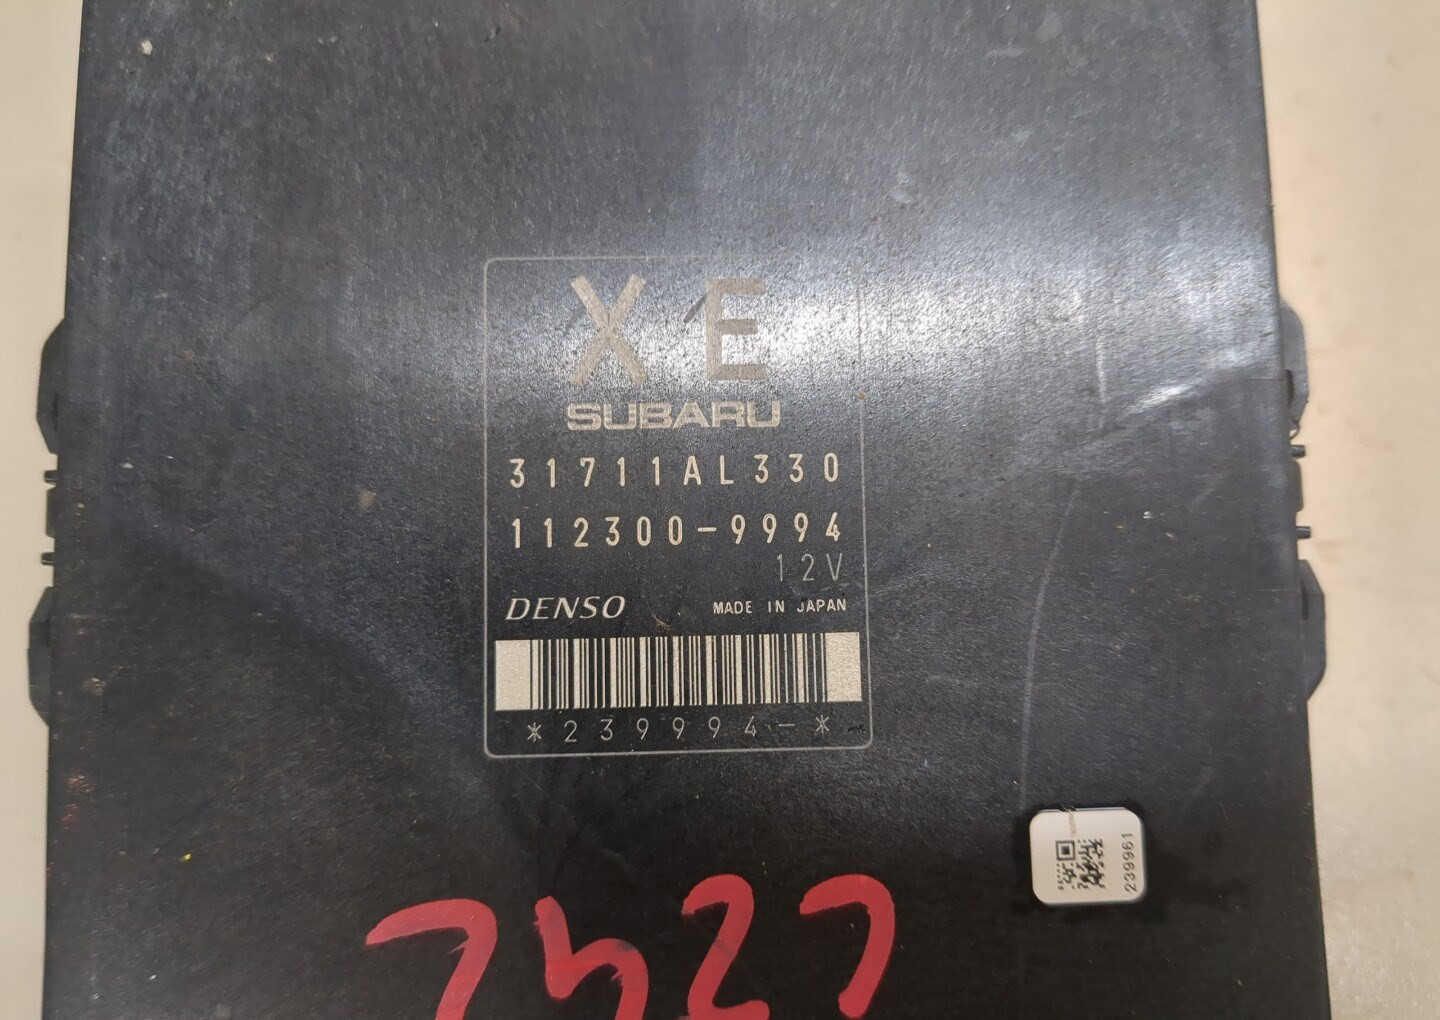 XE
SUBARU
31711AL330
112300-9994
12V
DENSO MADE IN JAPAN
*239994-*
239961